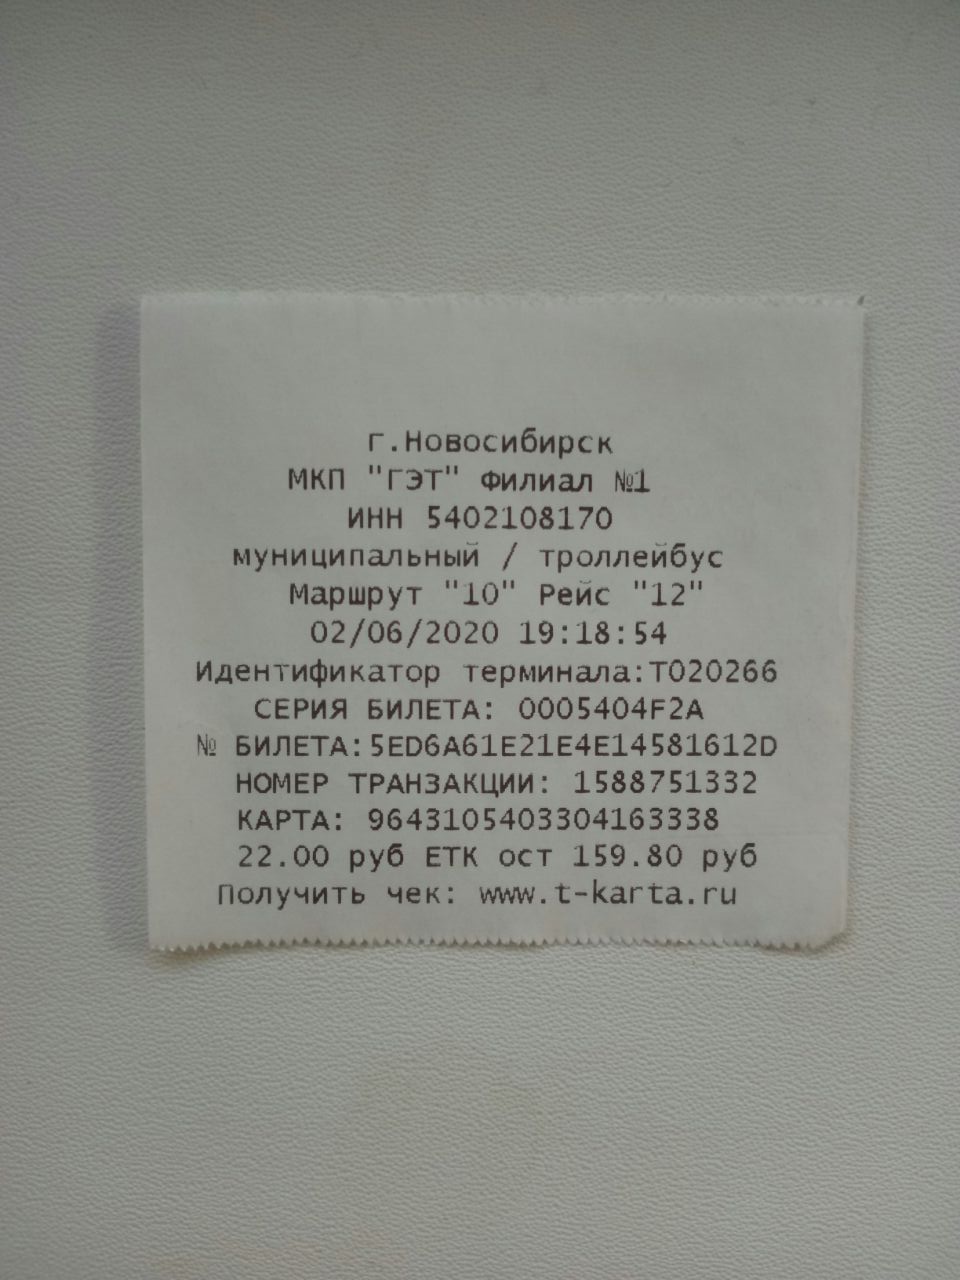 г.Новосибирск
МКП "ГЭТ" Филиал №1
ИНН 5402108170
муниципальный / троллейбус
Маршрут "10" Рейс "12"
02/06/2020 19:18:54
Идентификатор терминала:T020266
СЕРИЯ БИЛЕТА: 0005404F2A
№ БИЛЕТА:5ED6A61E21E4E14581612D
НОМЕР ТРАНЗАКЦИИ: 1588751332
КАРТА: 9643105403304163338
22.00 руб ЕТК ост 159.80 руб
Получить чек: www.t-karta.ru